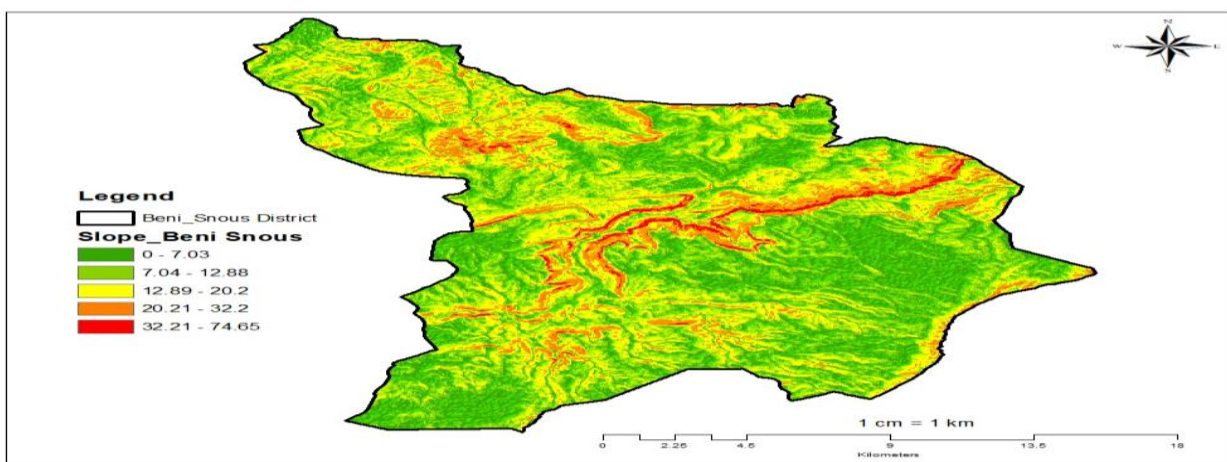 N
W E
S
Legend
Beni_Snous District
Slope_Beni Snous
0 - 7.03
7.04 - 12.88
12.89 - 20.2
20.21 - 32.2
32.21 - 74.65
1 cm = 1 km
0 2.25 4.5 9 13.5 18
Kilometers